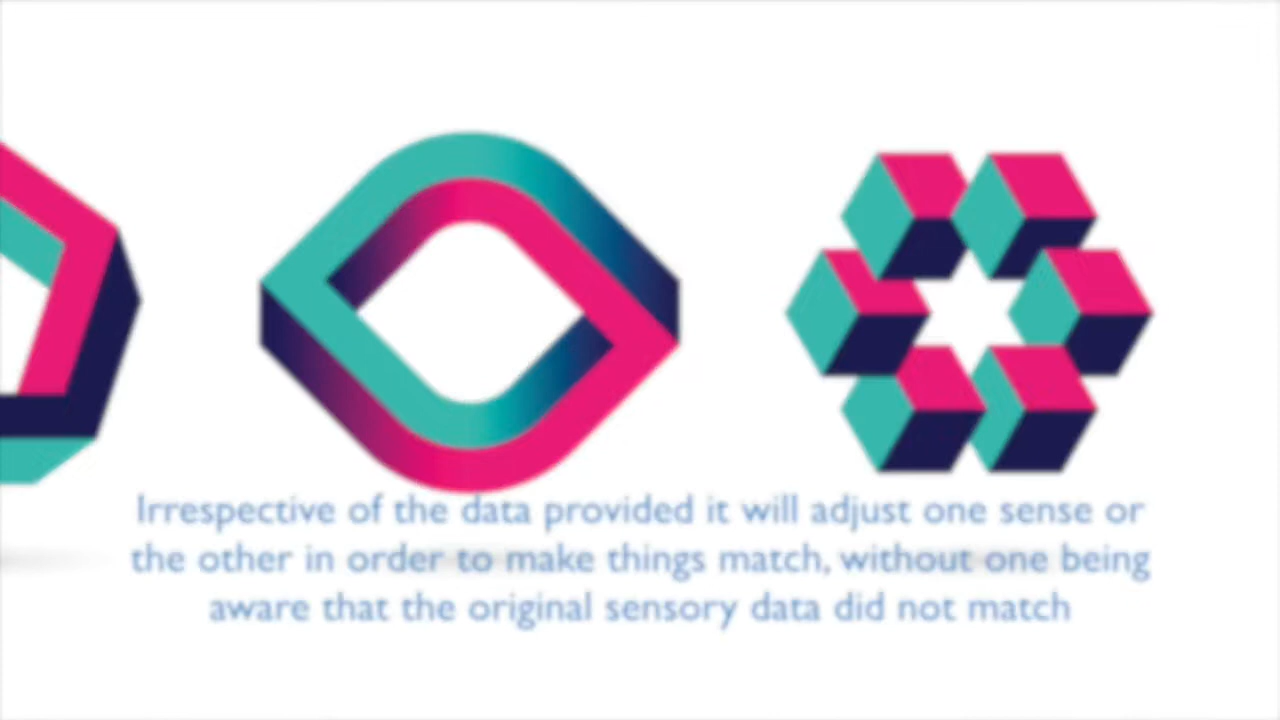 Irrespective of the data provided it will adjust one sense or
the other in order to make things match, without one being
aware that the original sensory data did not match